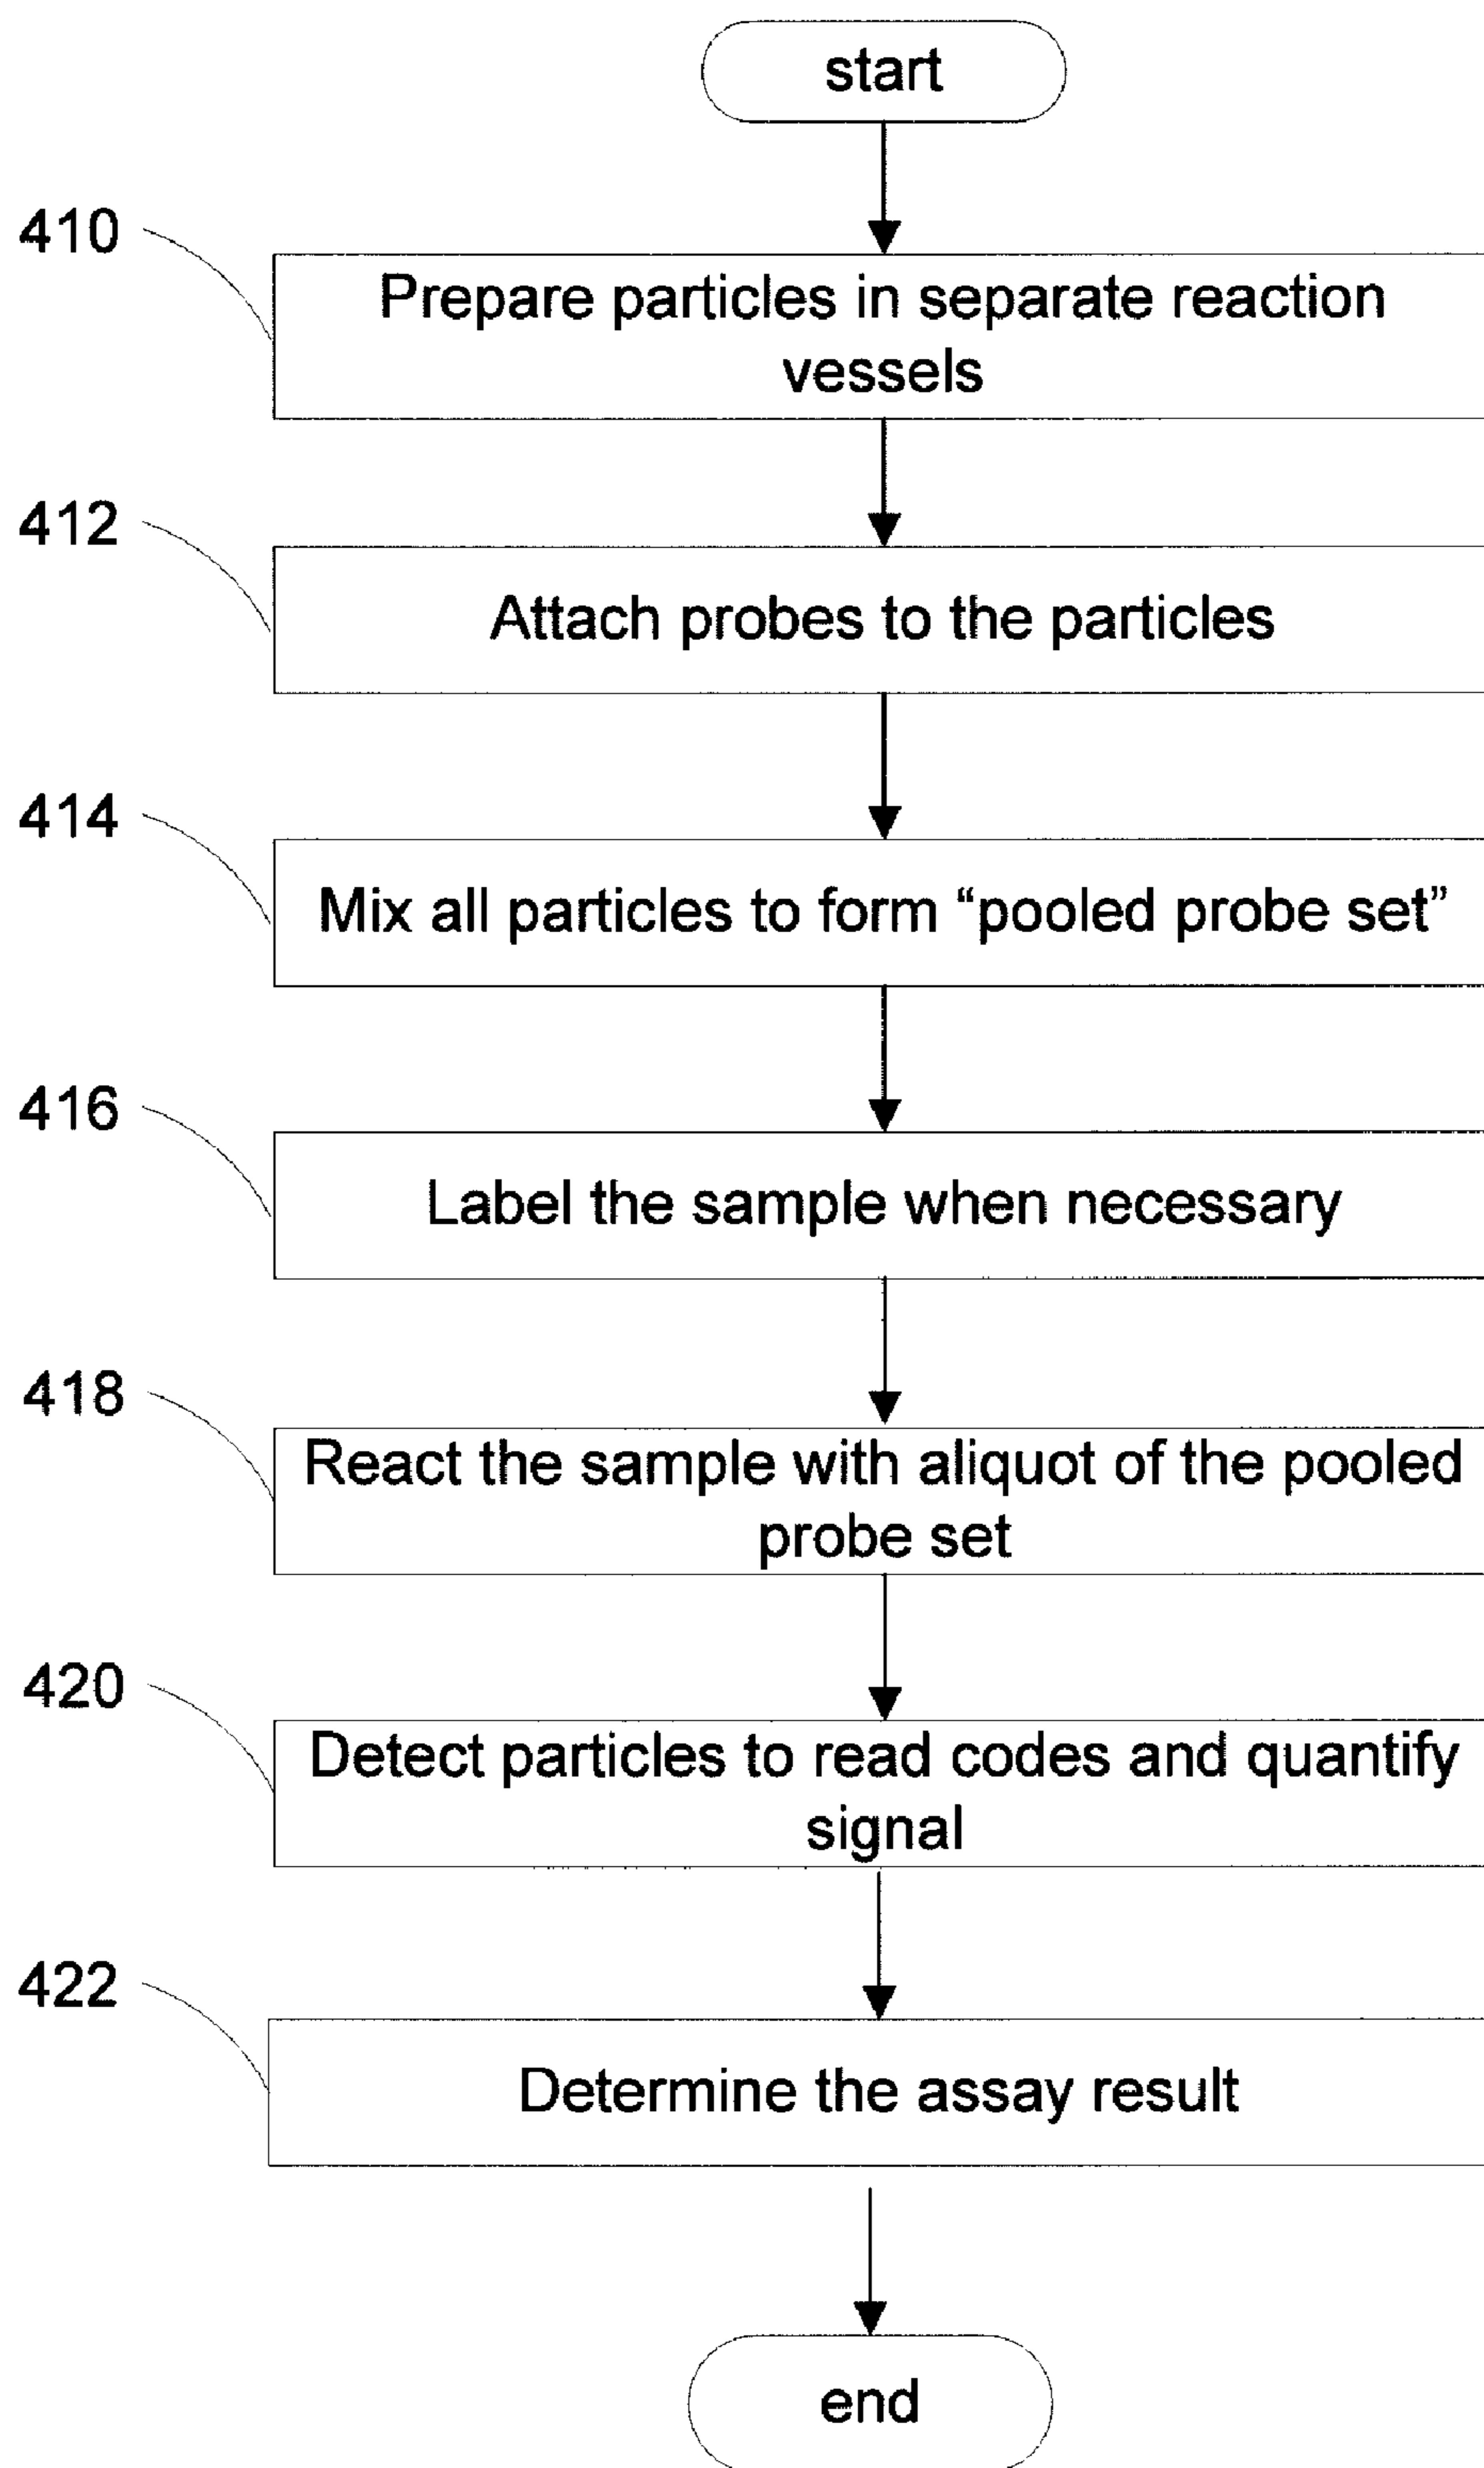 start
410
Prepare particles in separate reaction
vessels
412
Attach probes to the particles
414
Mix all particles to form “pooled probe set”
416
Label the sample when necessary
418
React the sample with aliquot of the pooled
probe set
420
Detect particles to read codes and quantify
signal
422
Determine the assay result
end